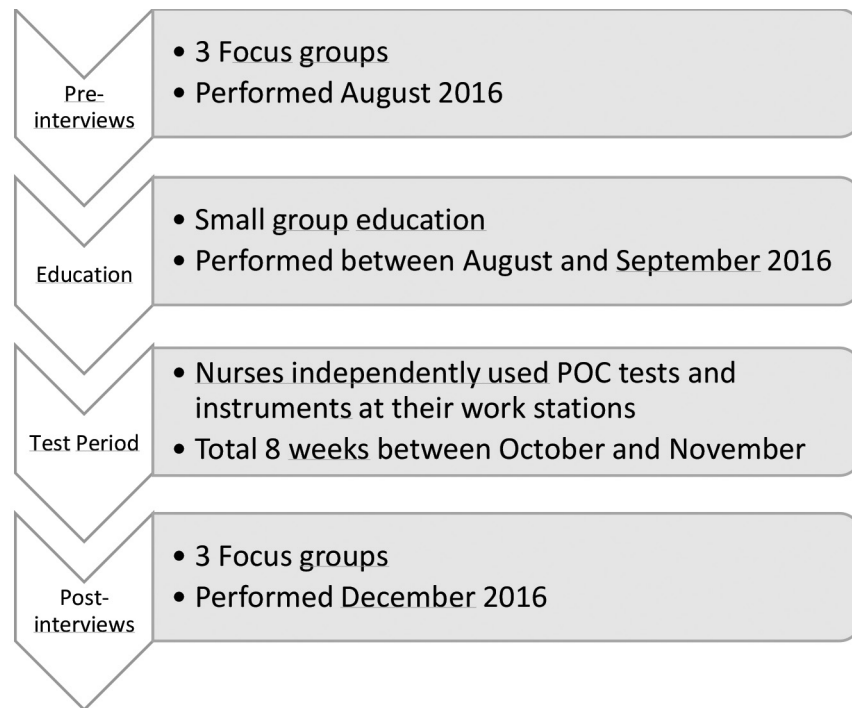 Pre-
interviews
• 3 Focus groups
• Performed August 2016
Education
• Small group education
• Performed between August and September 2016
Test Period
• Nurses independently used POC tests and
instruments at their work stations
• Total 8 weeks between October and November
Post-
interviews
• 3 Focus groups
• Performed December 2016